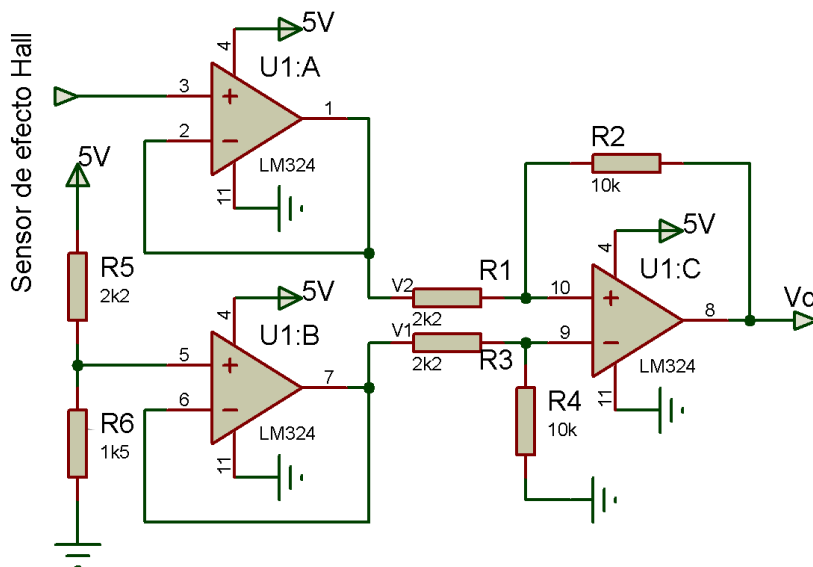 Sensor de efecto Hall
5V
4
U1:A
3
+
1
2
−
LM324
11
5V
R5
2k2
R6
1k5
5V
4
U1:B
5
+
7
6
−
LM324
11
R2
10k
5V
4
U1:C
V2
R1
2k2
10
+
8
Vo
V1
R3
2k2
9
−
LM324
11
R4
10k